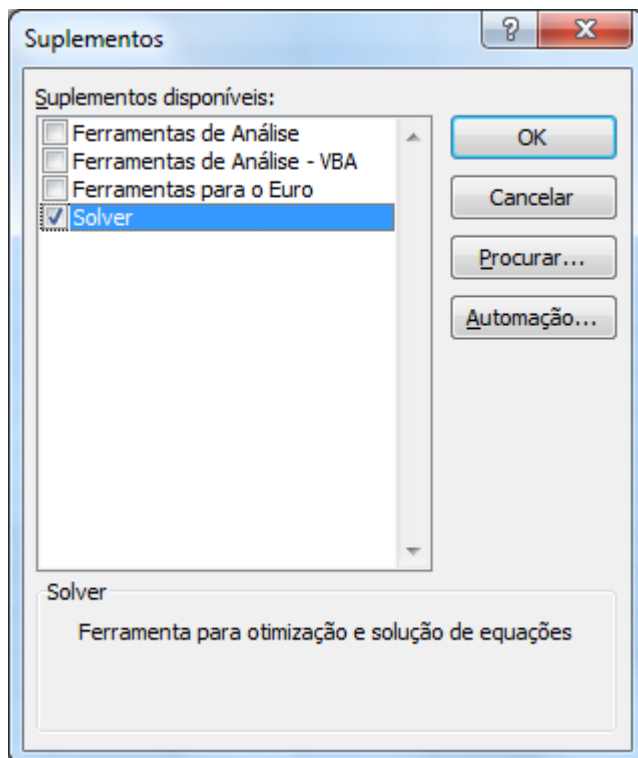 Suplementos
Suplementos disponíveis:
Ferramentas de Análise
Ferramentas de Análise - VBA
Ferramentas para o Euro
Solver
OK
Cancelar
Procurar...
Automação...
Solver
Ferramenta para otimização e solução de equações